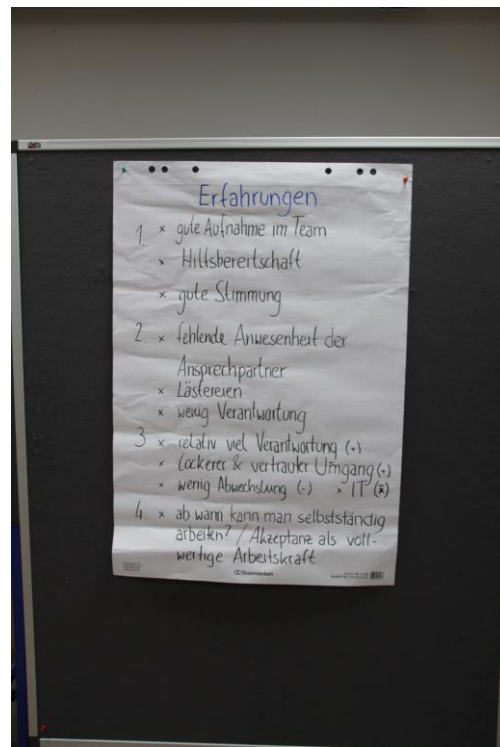 Erfahrungen
1. x gute Aufnahme im Team
x Hilfsbereitschaft
x gute Stimmung
2 x fehlende Anwesenheit der
Ansprechpartner
x Lästereien
x wenig Verantwortung
3 x relativ viel Verantwortung (+)
x lockerer & vertrauter Umgang (+)
x wenig Abwechslung (-) x IT
4. x ab wann kann man selbstständig
arbeiten? / Akzeptanz als voll-
wertige Arbeitskraft
Soennecken